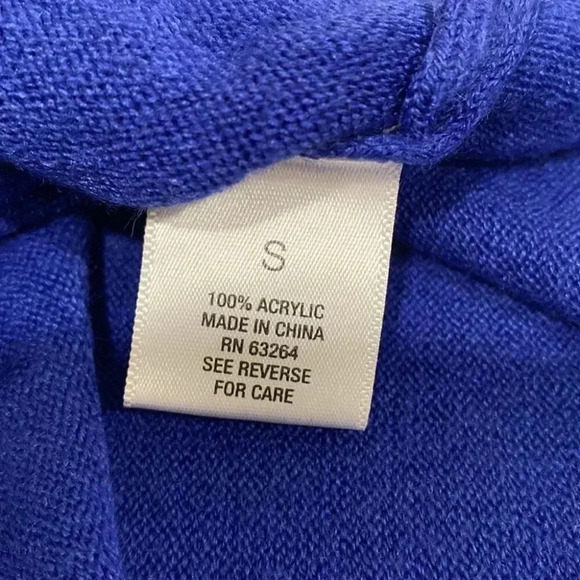 S
100% ACRYLIC
MADE IN CHINA
RN 63264
SEE REVERSE
FOR CARE